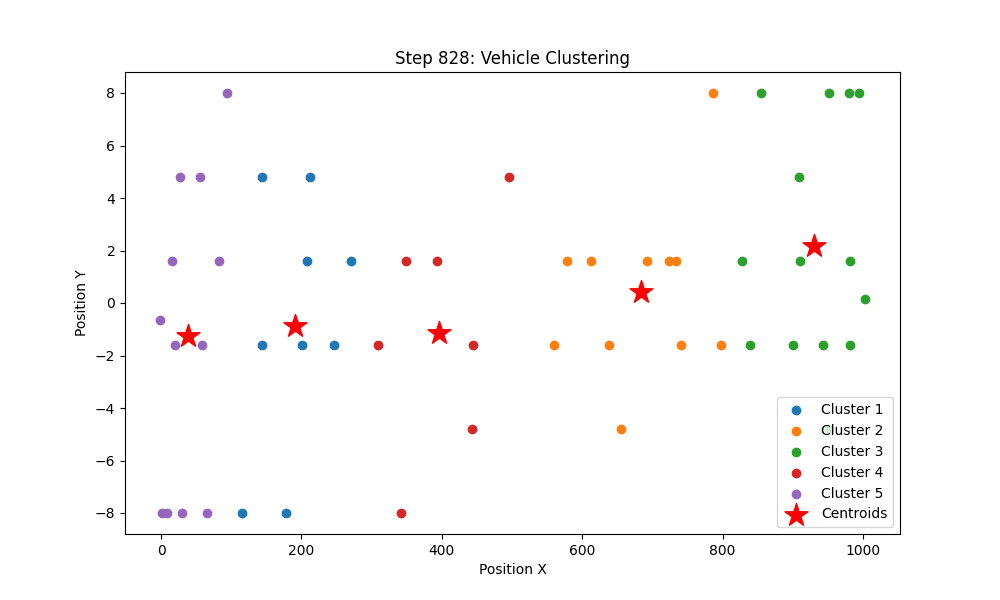 Step 828: Vehicle Clustering
Position Y
8
6
4
2
0
−2
−4
−6
−8
Cluster 1
Cluster 2
Cluster 3
Cluster 4
Cluster 5
Centroids
0 200 400 600 800 1000
Position X